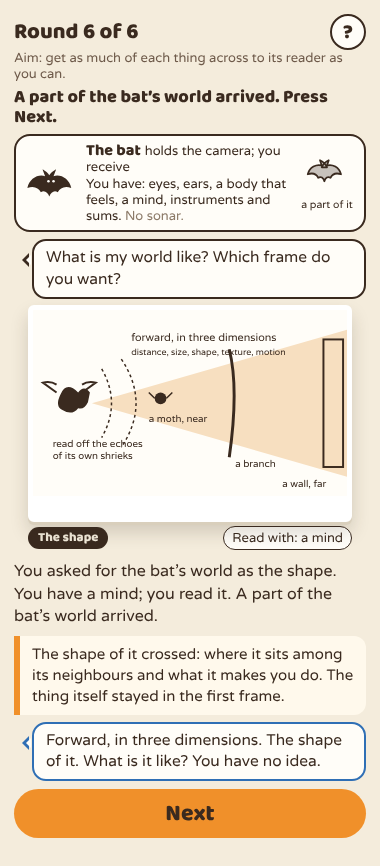 Round 6 of 6
?
Aim: get as much of each thing across to its reader as
you can.
A part of the bat's world arrived. Press
Next.
The bat holds the camera; you
receive
You have: eyes, ears, a body that
feels, a mind, instruments and
sums. No sonar.
a part of it
What is my world like? Which frame do
you want?
forward, in three dimensions
distance, size, shape, texture, motion
a moth, near
read off the echoes
of its own shrieks
a branch
a wall, far
The shape
Read with: a mind
You asked for the bat's world as the shape.
You have a mind; you read it. A part of the
bat's world arrived.
The shape of it crossed: where it sits among
its neighbours and what it makes you do. The
thing itself stayed in the first frame.
Forward, in three dimensions. The shape
of it. What is it like? You have no idea.
Next